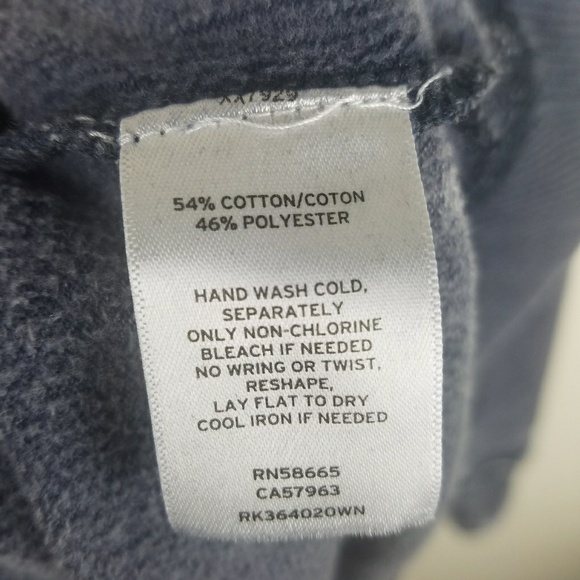 54% COTTON/COTON
46% POLYESTER
HAND WASH COLD,
SEPARATELY
ONLY NON-CHLORINE
BLEACH IF NEEDED
NO WRING OR TWIST,
RESHAPE,
LAY FLAT TO DRY
COOL IRON IF NEEDED
RN58665
CA57963
RK364020WN